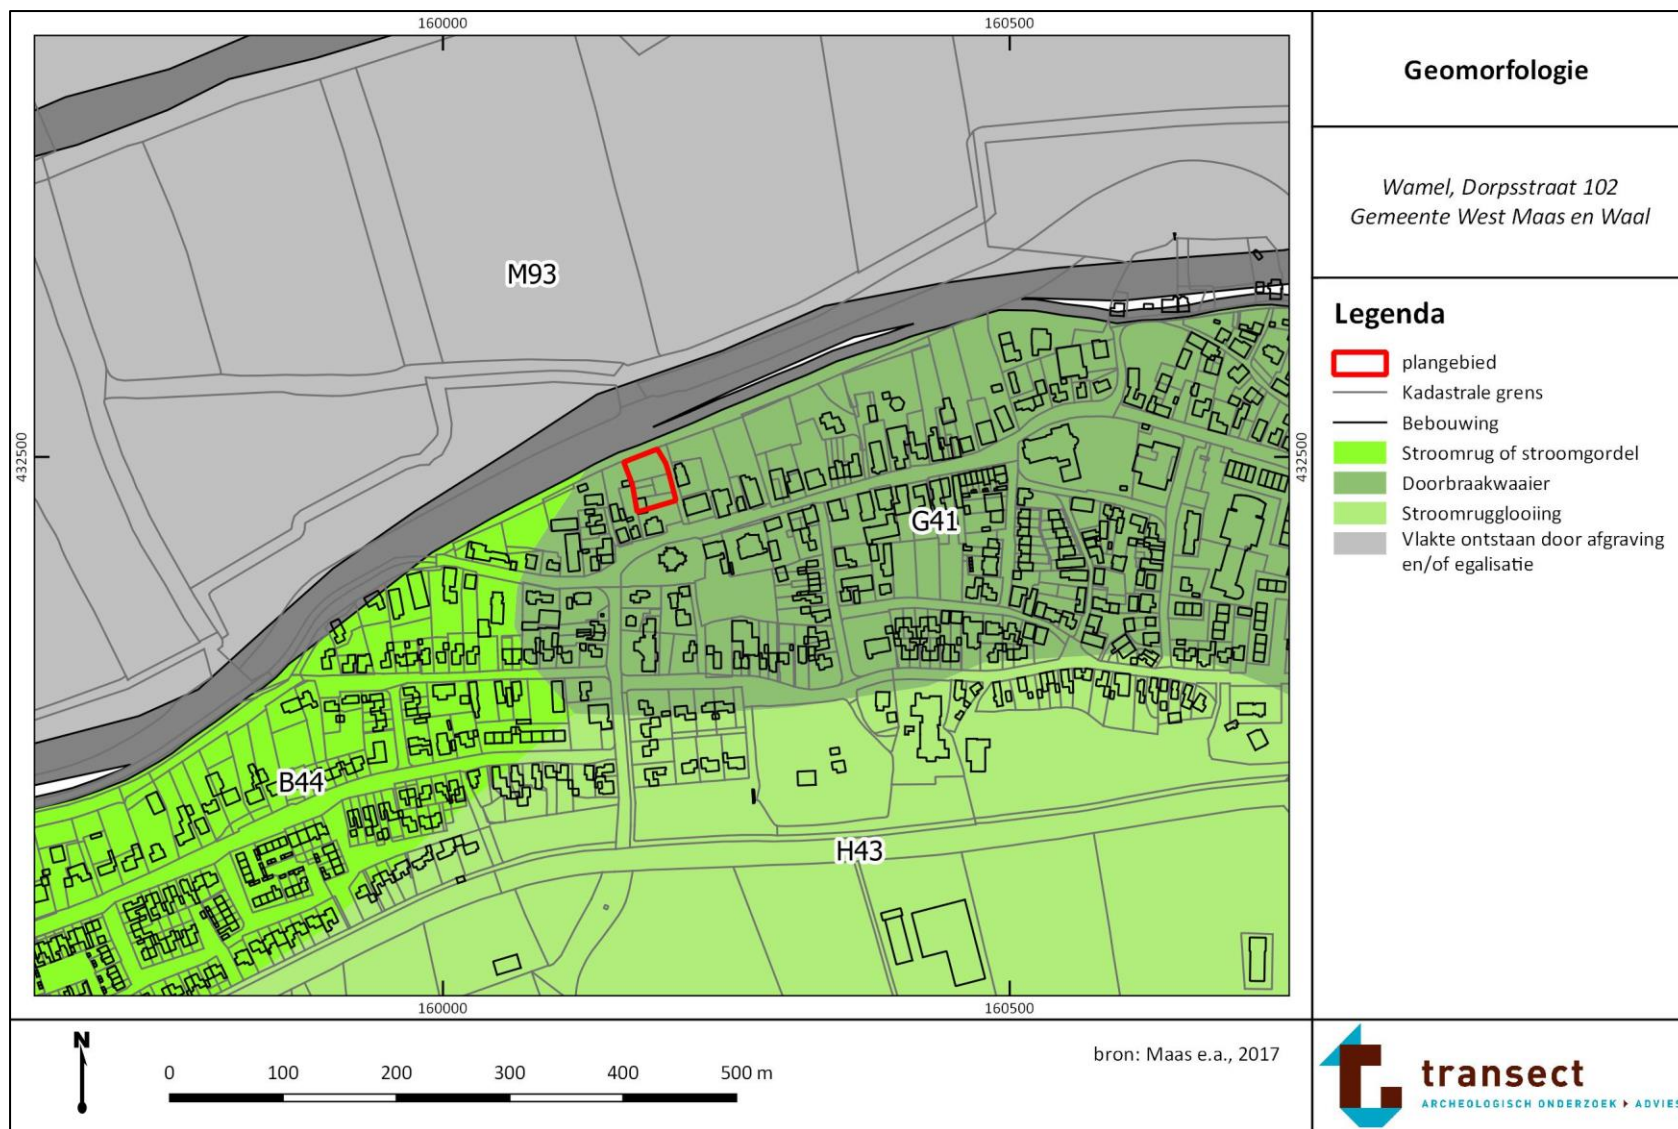 160000
160500
432500
432500
M93
G41
B44
H43
160000
160500
Geomorfologie
Wamel, Dorpsstraat 102
Gemeente West Maas en Waal
Legenda
plangebied
Kadastrale grens
Bebouwing
Stroomrug of stroomgordel
Doorbraakwaaier
Stroomrugglooiing
Vlakte ontstaan door afgraving
en/of egalisatie
N
0 100 200 300 400 500 m
bron: Maas e.a., 2017
transect
ARCHEOLOGISCH ONDERZOEK ▸ ADVIES